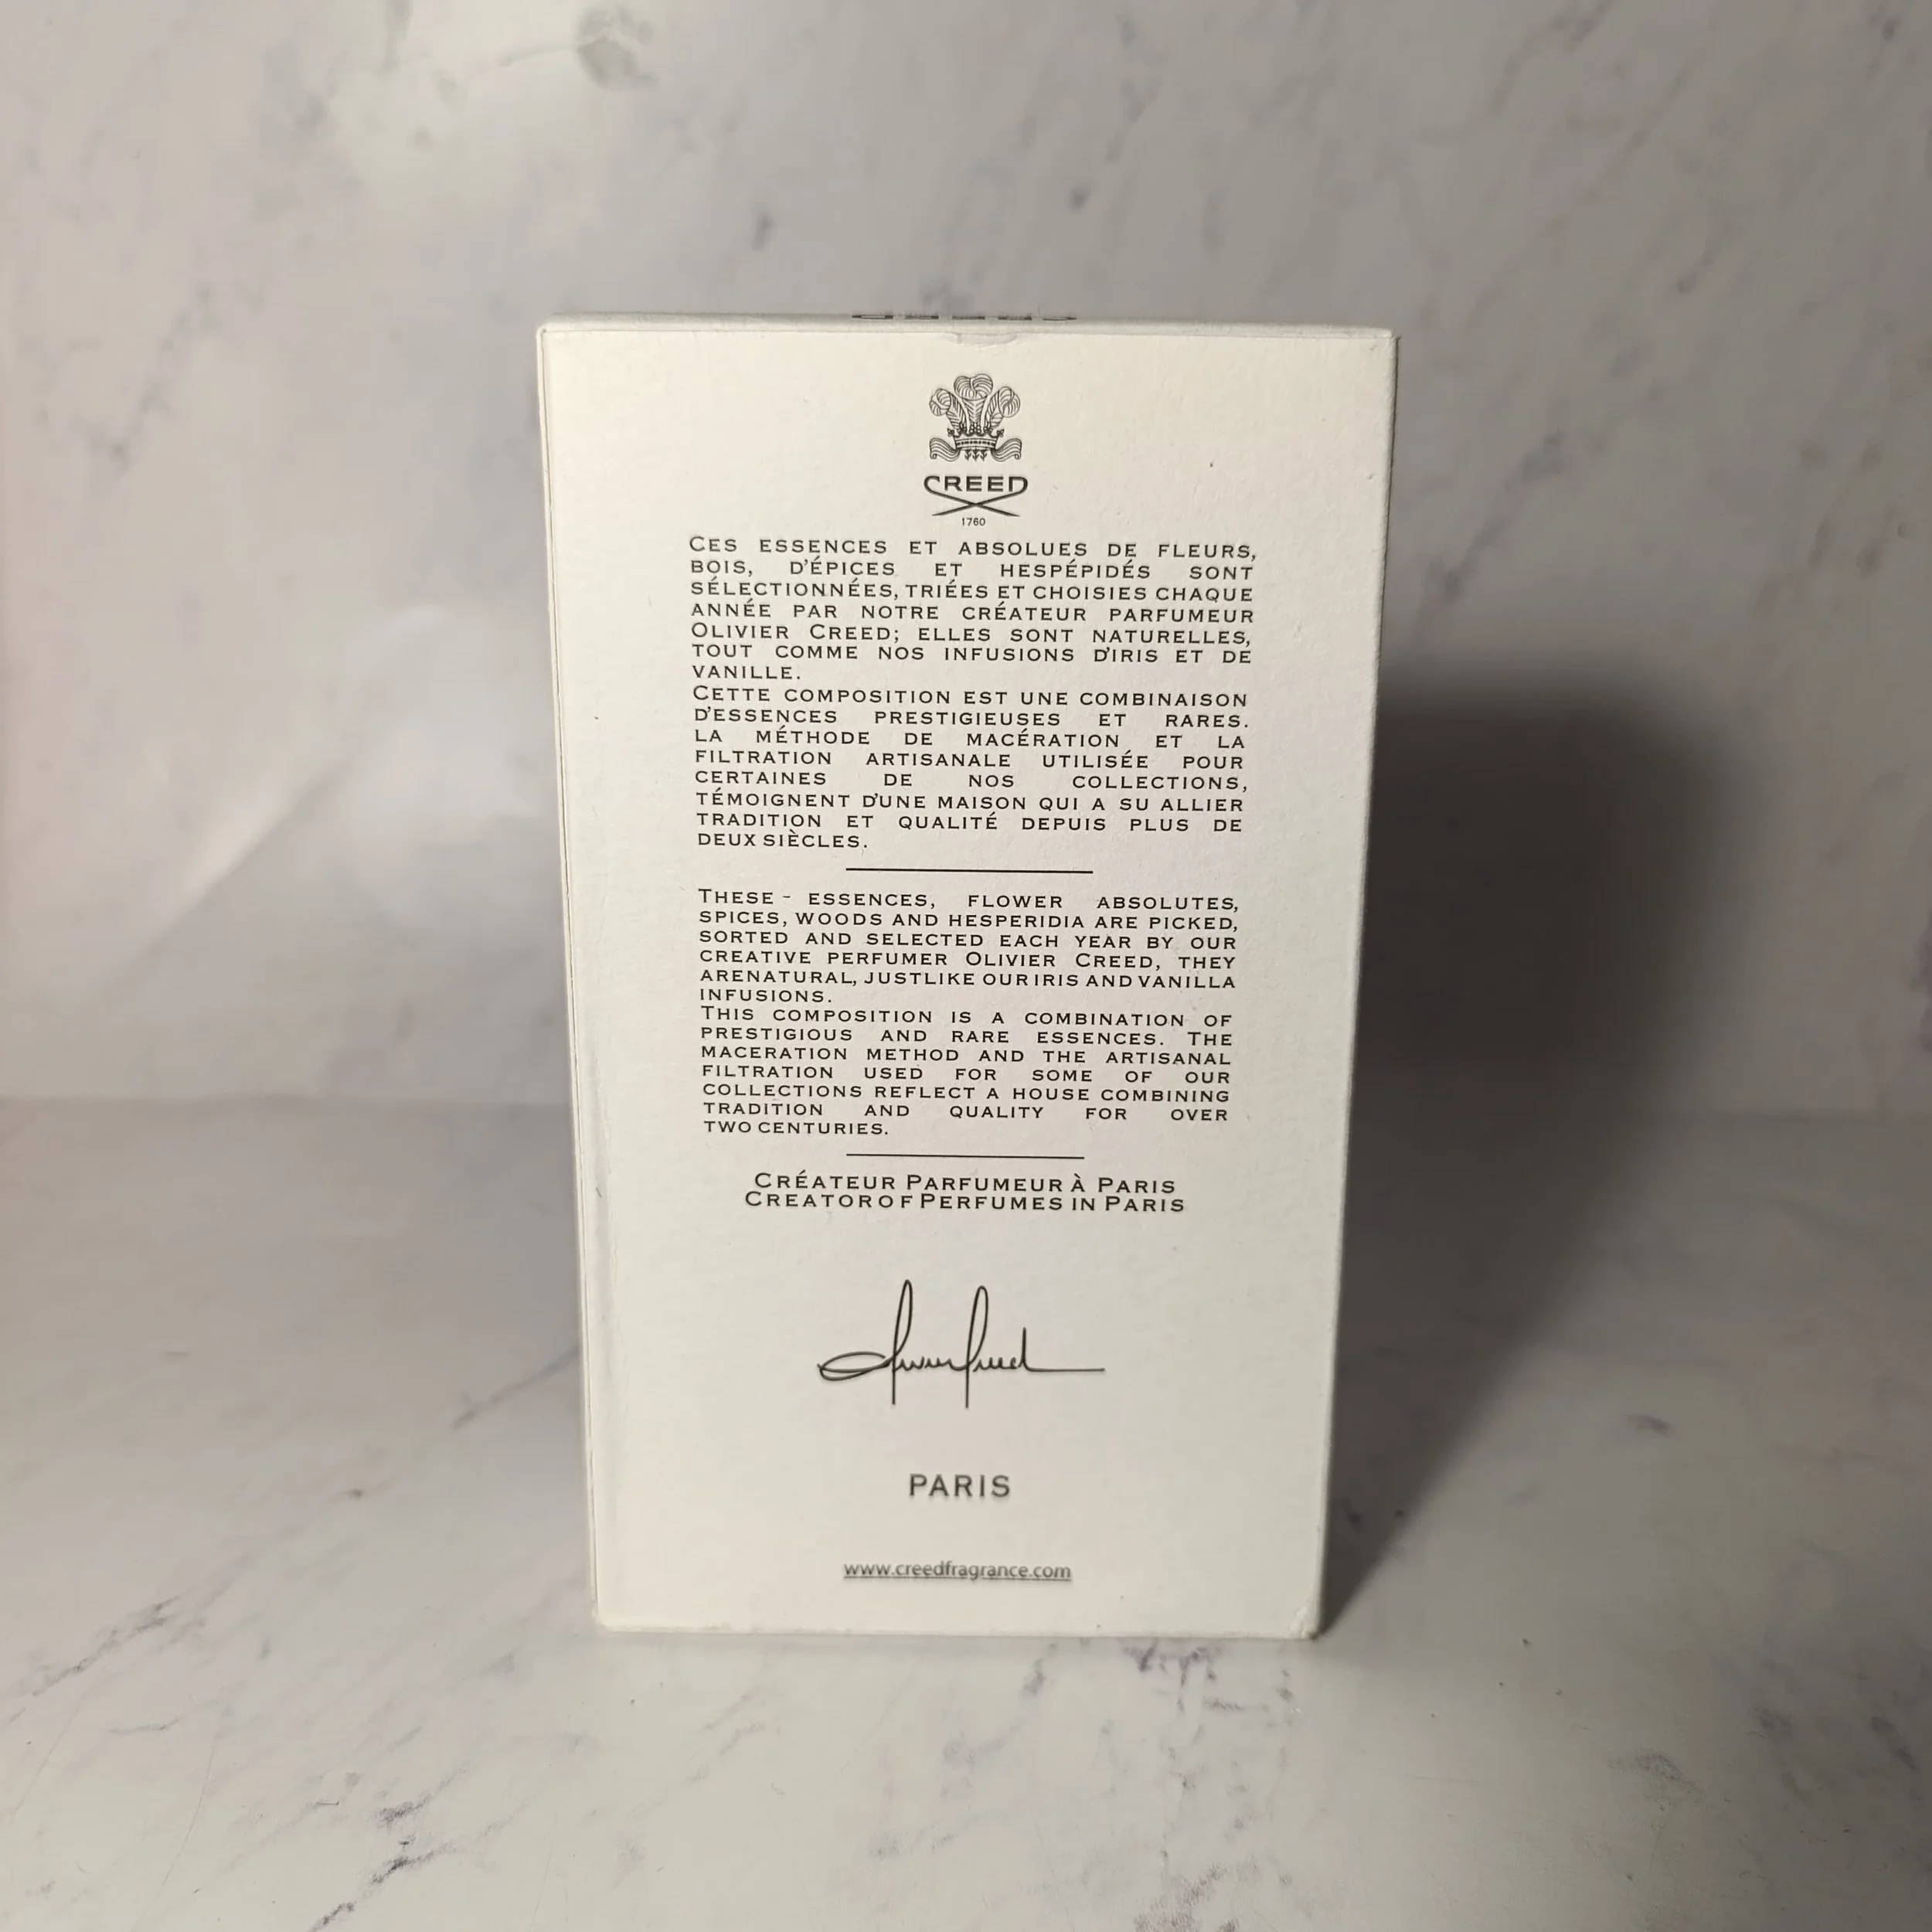 CREED
1760
CES ESSENCES ET ABSOLUES DE FLEURS,
BOIS, D'ÉPICES ET HESPÉPIDÉS SONT
SÉLECTIONNÉES, TRIÉES ET CHOISIES CHAQUE
ANNÉE PAR NOTRE CRÉATEUR PARFUMEUR
OLIVIER CREED; ELLES SONT NATURELLES,
TOUT COMME NOS INFUSIONS D'IRIS ET DE
VANILLE.
CETTE COMPOSITION EST UNE COMBINAISON
D'ESSENCES PRESTIGIEUSES ET RARES.
LA MÉTHODE DE MACÉRATION ET LA
FILTRATION ARTISANALE UTILISÉE POUR
CERTAINES DE NOS COLLECTIONS,
TÉMOIGNENT D'UNE MAISON QUI A SU ALLIER
TRADITION ET QUALITÉ DEPUIS PLUS DE
DEUX SIÈCLES.
THESE - ESSENCES, FLOWER ABSOLUTES,
SPICES, WOODS AND HESPERIDIA ARE PICKED,
SORTED AND SELECTED EACH YEAR BY OUR
CREATIVE PERFUMER OLIVIER CREED, THEY
ARENATURAL, JUSTLIKE OUR IRIS AND VANILLA
INFUSIONS.
THIS COMPOSITION IS A COMBINATION OF
PRESTIGIOUS AND RARE ESSENCES. THE
MACERATION METHOD AND THE ARTISANAL
FILTRATION USED FOR SOME OF OUR
COLLECTIONS REFLECT A HOUSE COMBINING
TRADITION AND QUALITY FOR OVER
TWO CENTURIES.
CRÉATEUR PARFUMEUR À PARIS
CREATOR OF PERFUMES IN PARIS
PARIS
www.creedfragrance.com